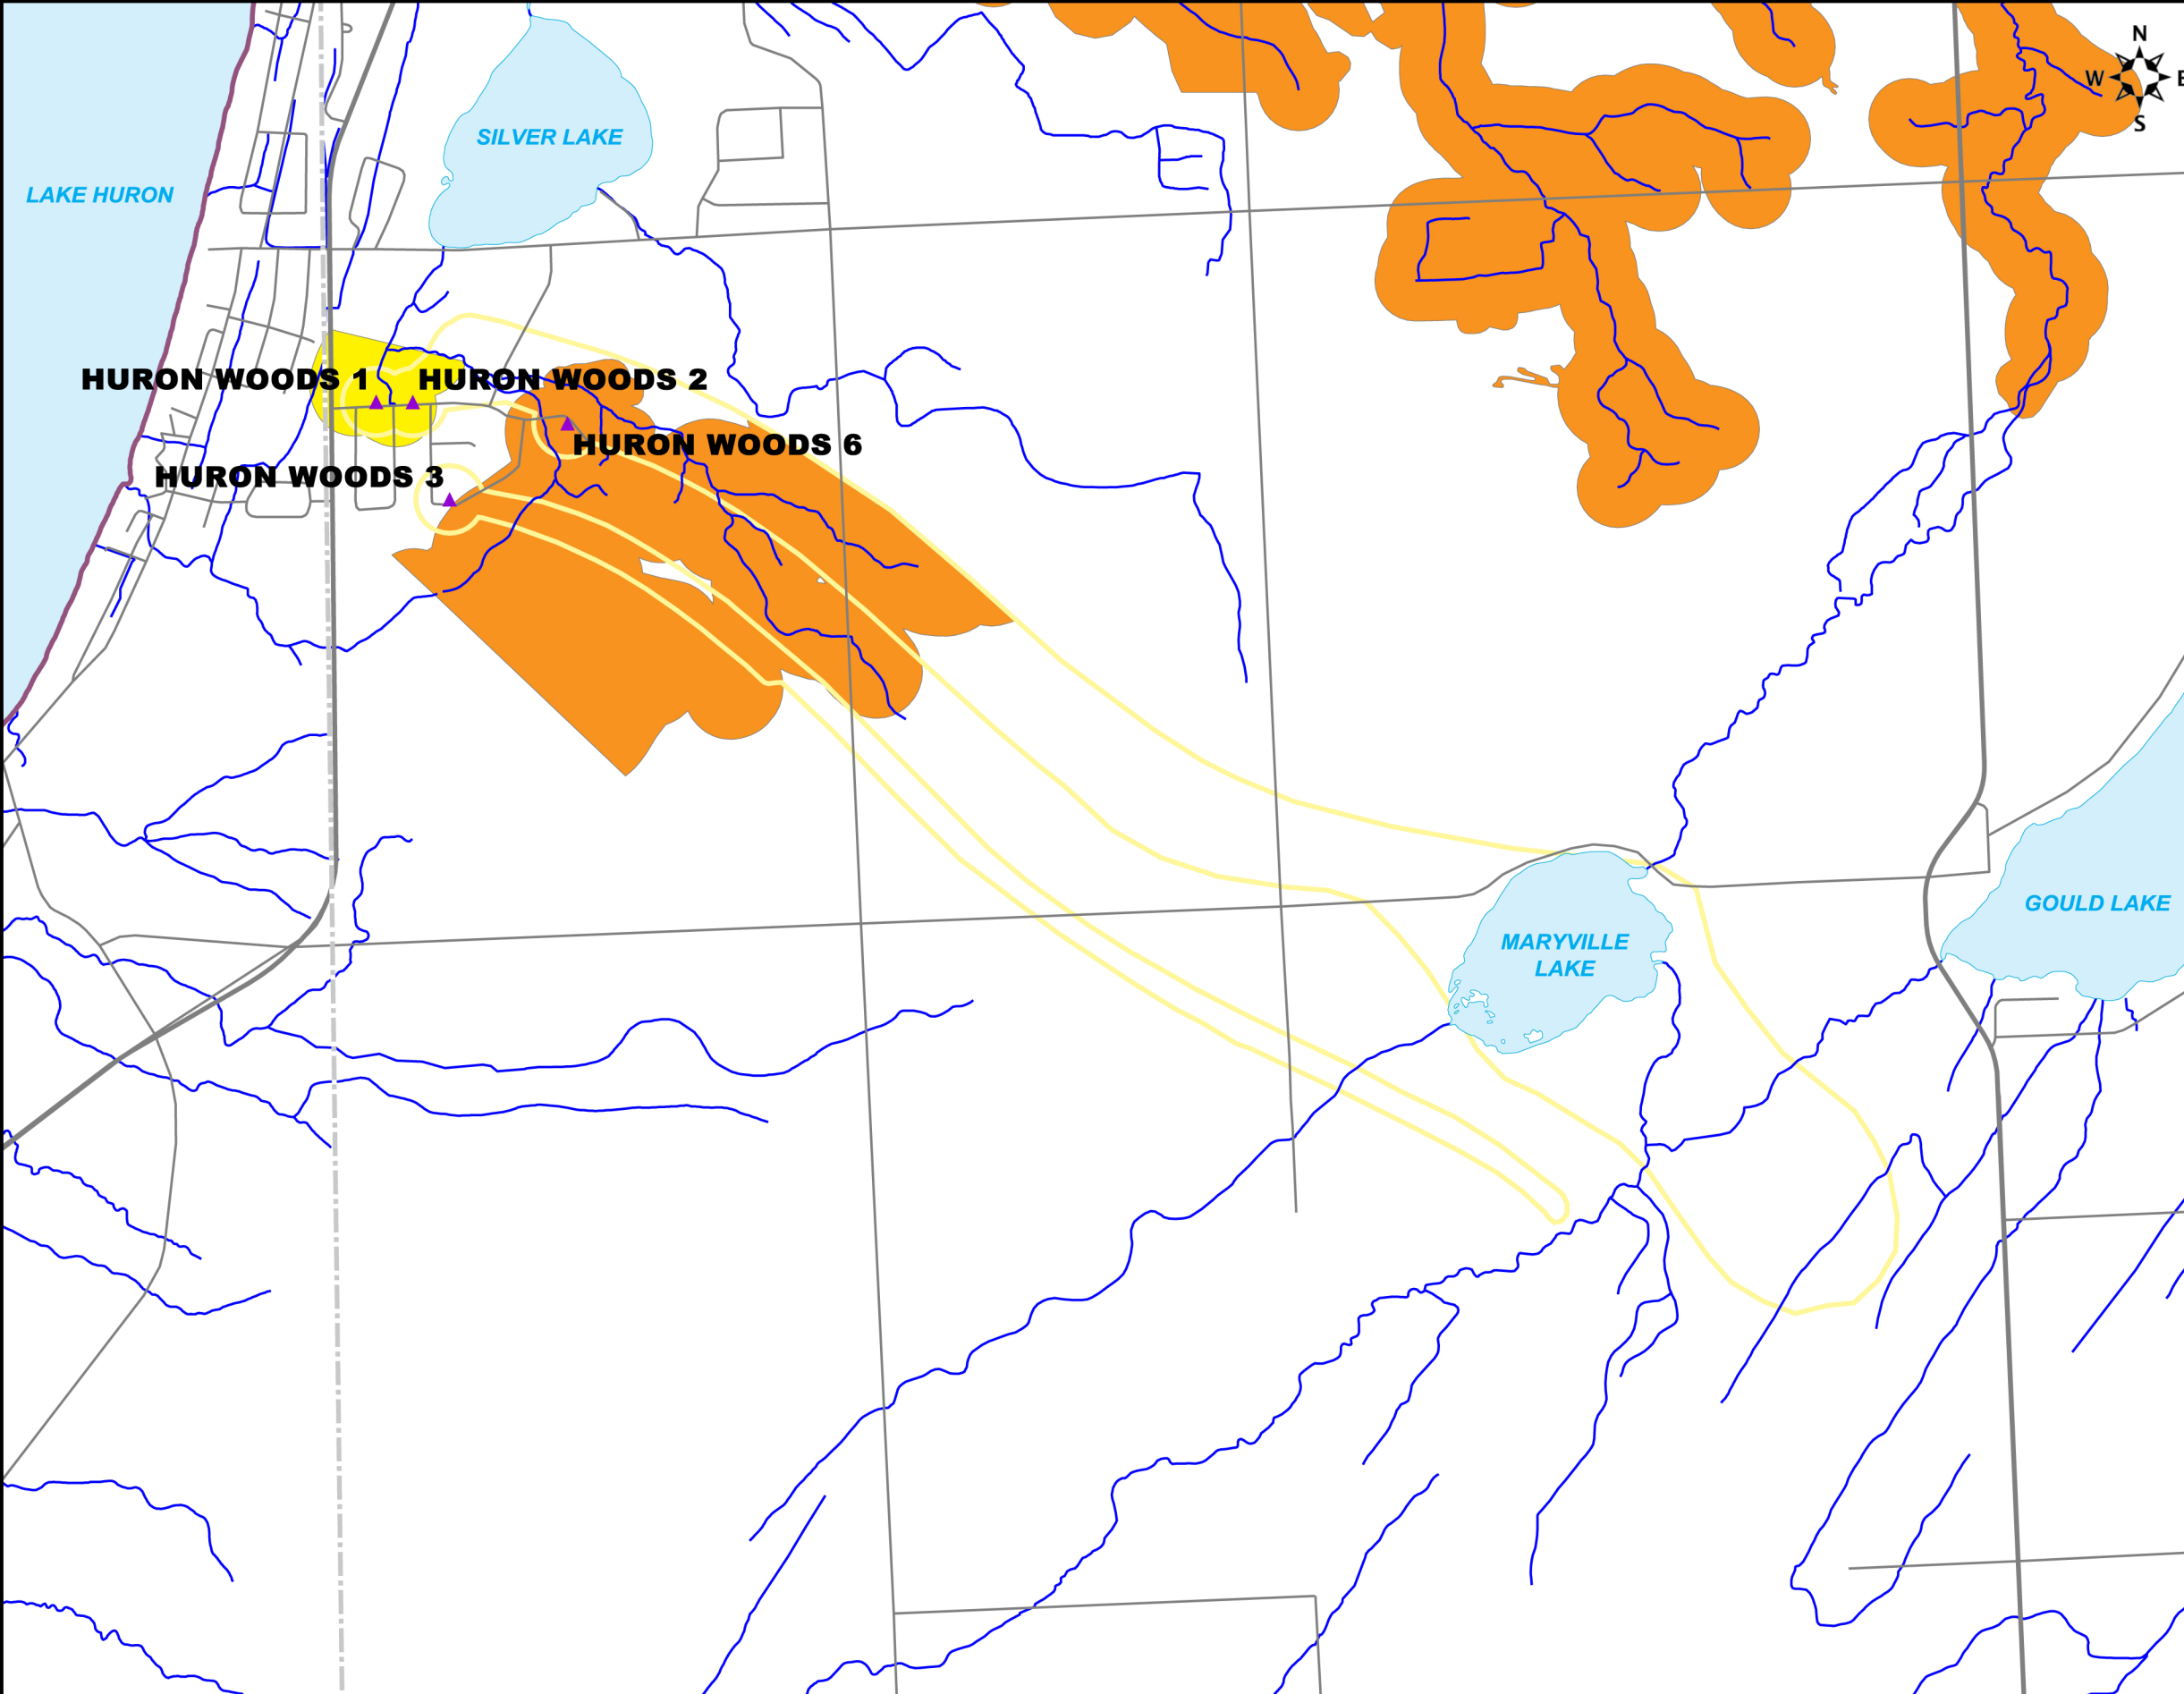 N
W E
S
SILVER LAKE
LAKE HURON
HURON WOODS 1
HURON WOODS 2
HURON WOODS 6
HURON WOODS 3
GOULD LAKE
MARYVILLE
LAKE